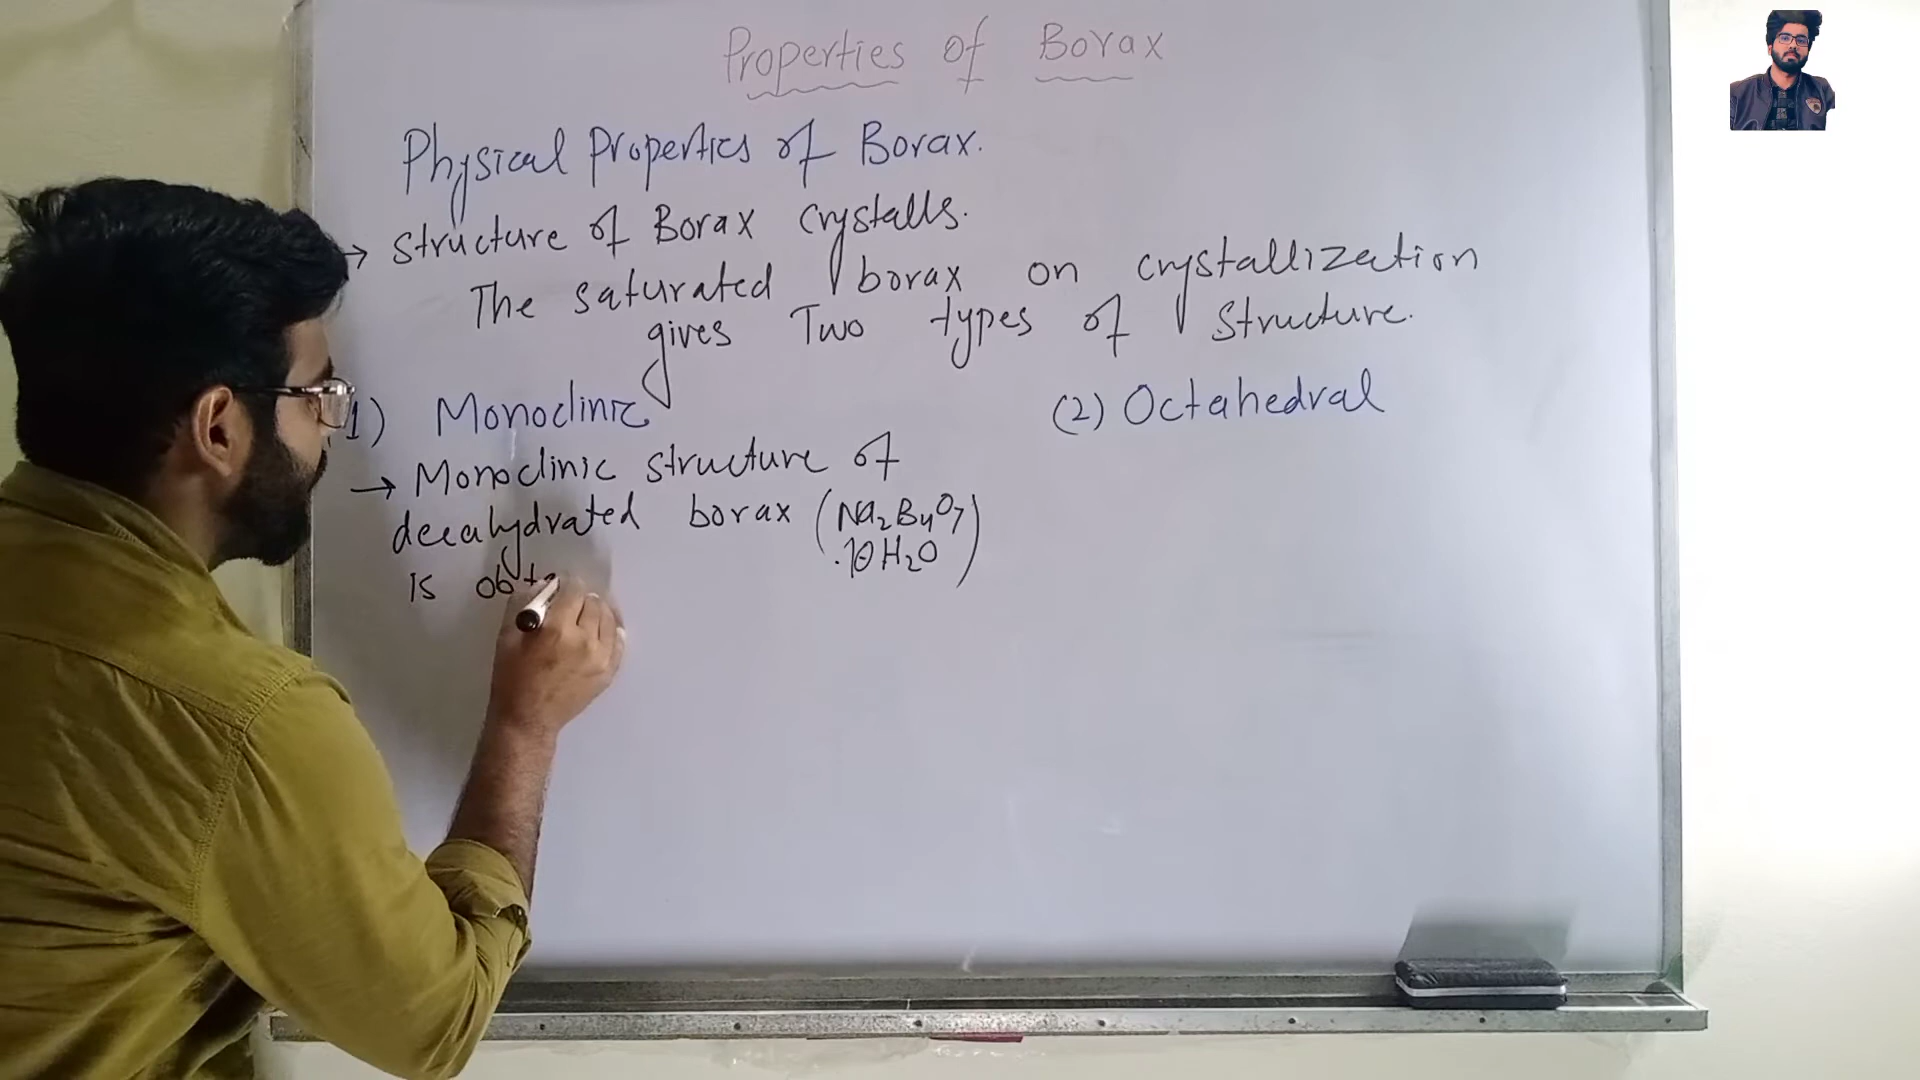 Properties of Borax
Physical Properties of Borax.
→ structure of Borax crystalls.
The saturated borax on crystallization
gives Two types of structure.
1) Monoclinic
(2) Octahedral
→ Monoclinic structure of
decahydrated borax (Na₂B₄O₇
.10H₂O)
is obta